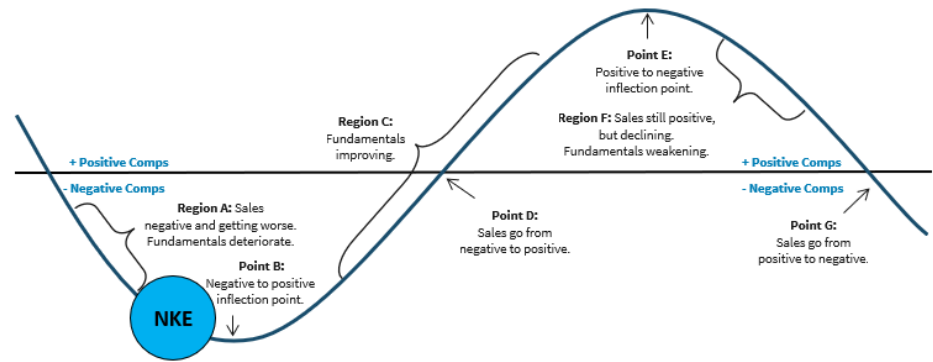 Point E:
Positive to negative
inflection point.
Region C:
Fundamentals
improving.
Region F: Sales still positive,
but declining.
Fundamentals weakening.
+ Positive Comps
- Negative Comps
+ Positive Comps
- Negative Comps
Region A: Sales
negative and getting worse.
Fundamentals deteriorate.
Point D:
Sales go from
negative to positive.
Point G:
Sales go from
positive to negative.
Point B:
Negative to positive
inflection point.
NKE